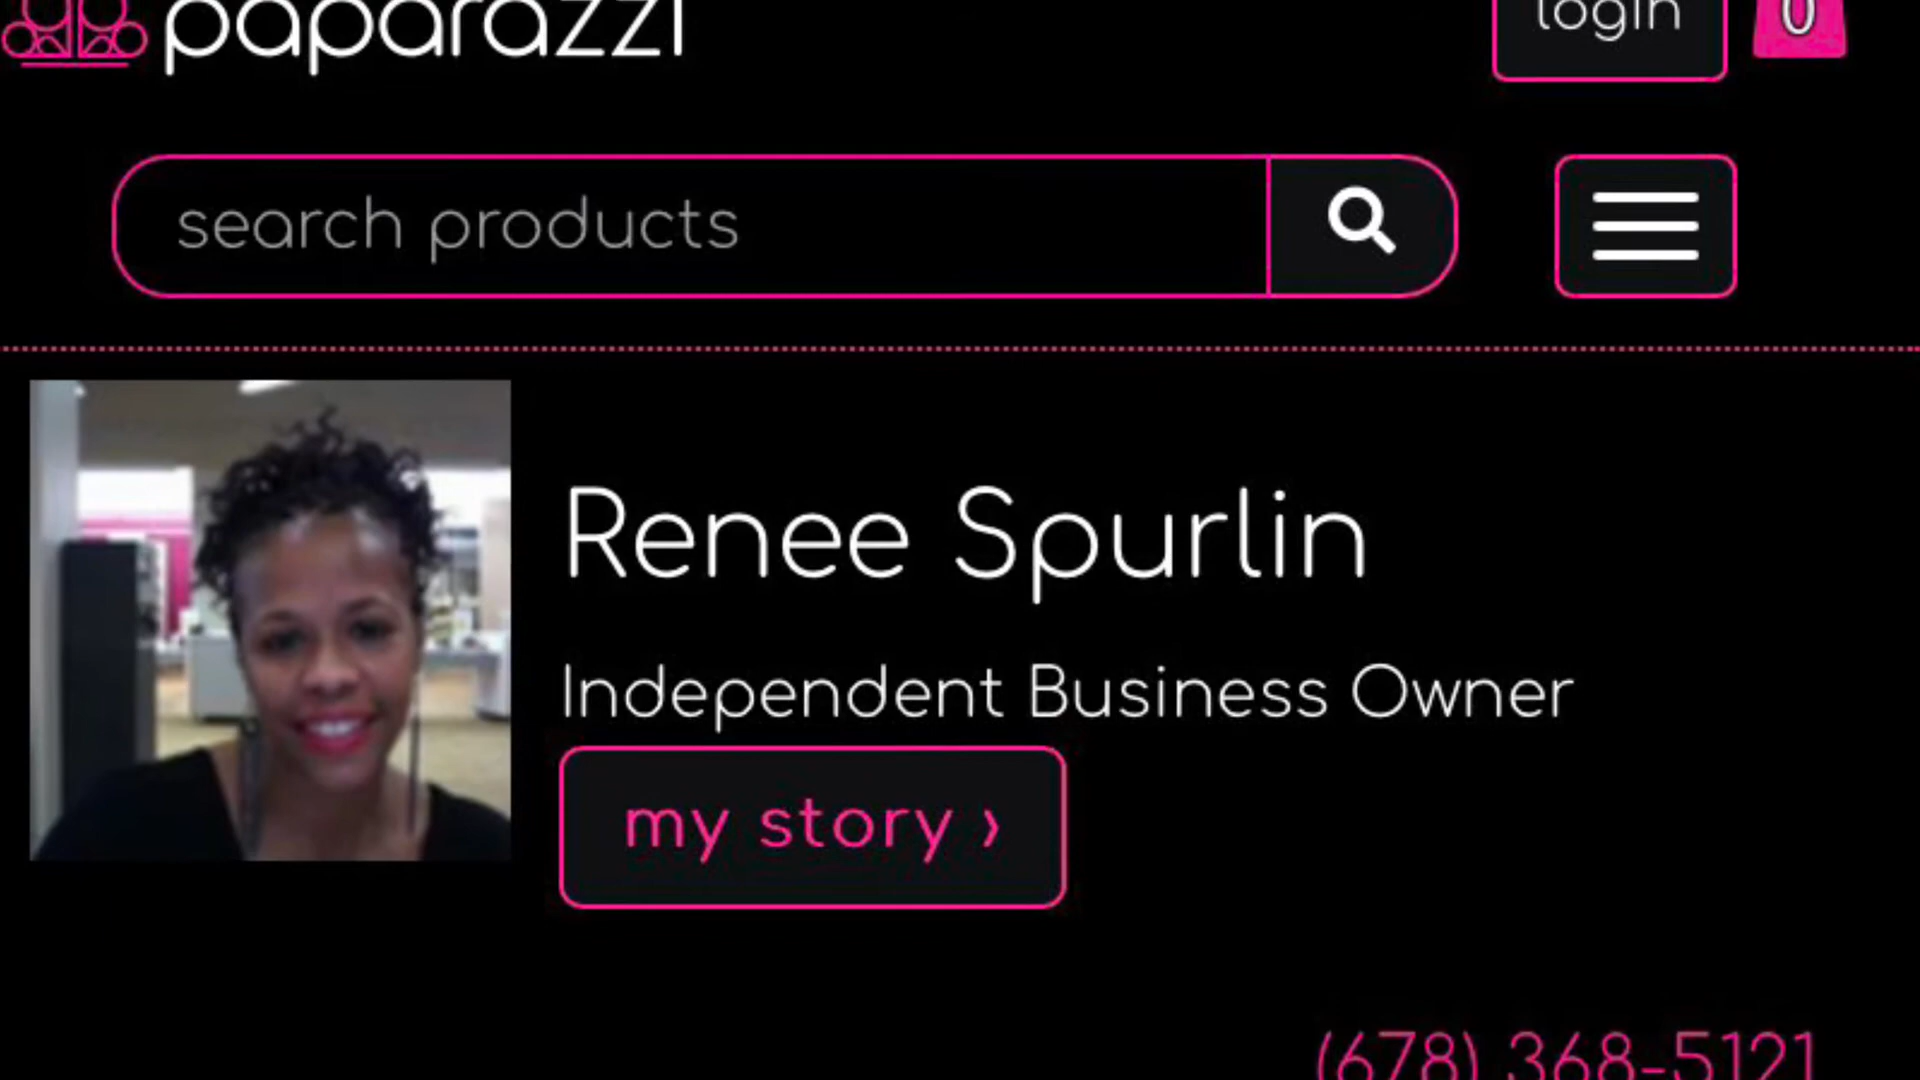 paparazzi
login
0
search products
Renee Spurlin
Independent Business Owner
my story ›
(678) 368-5121